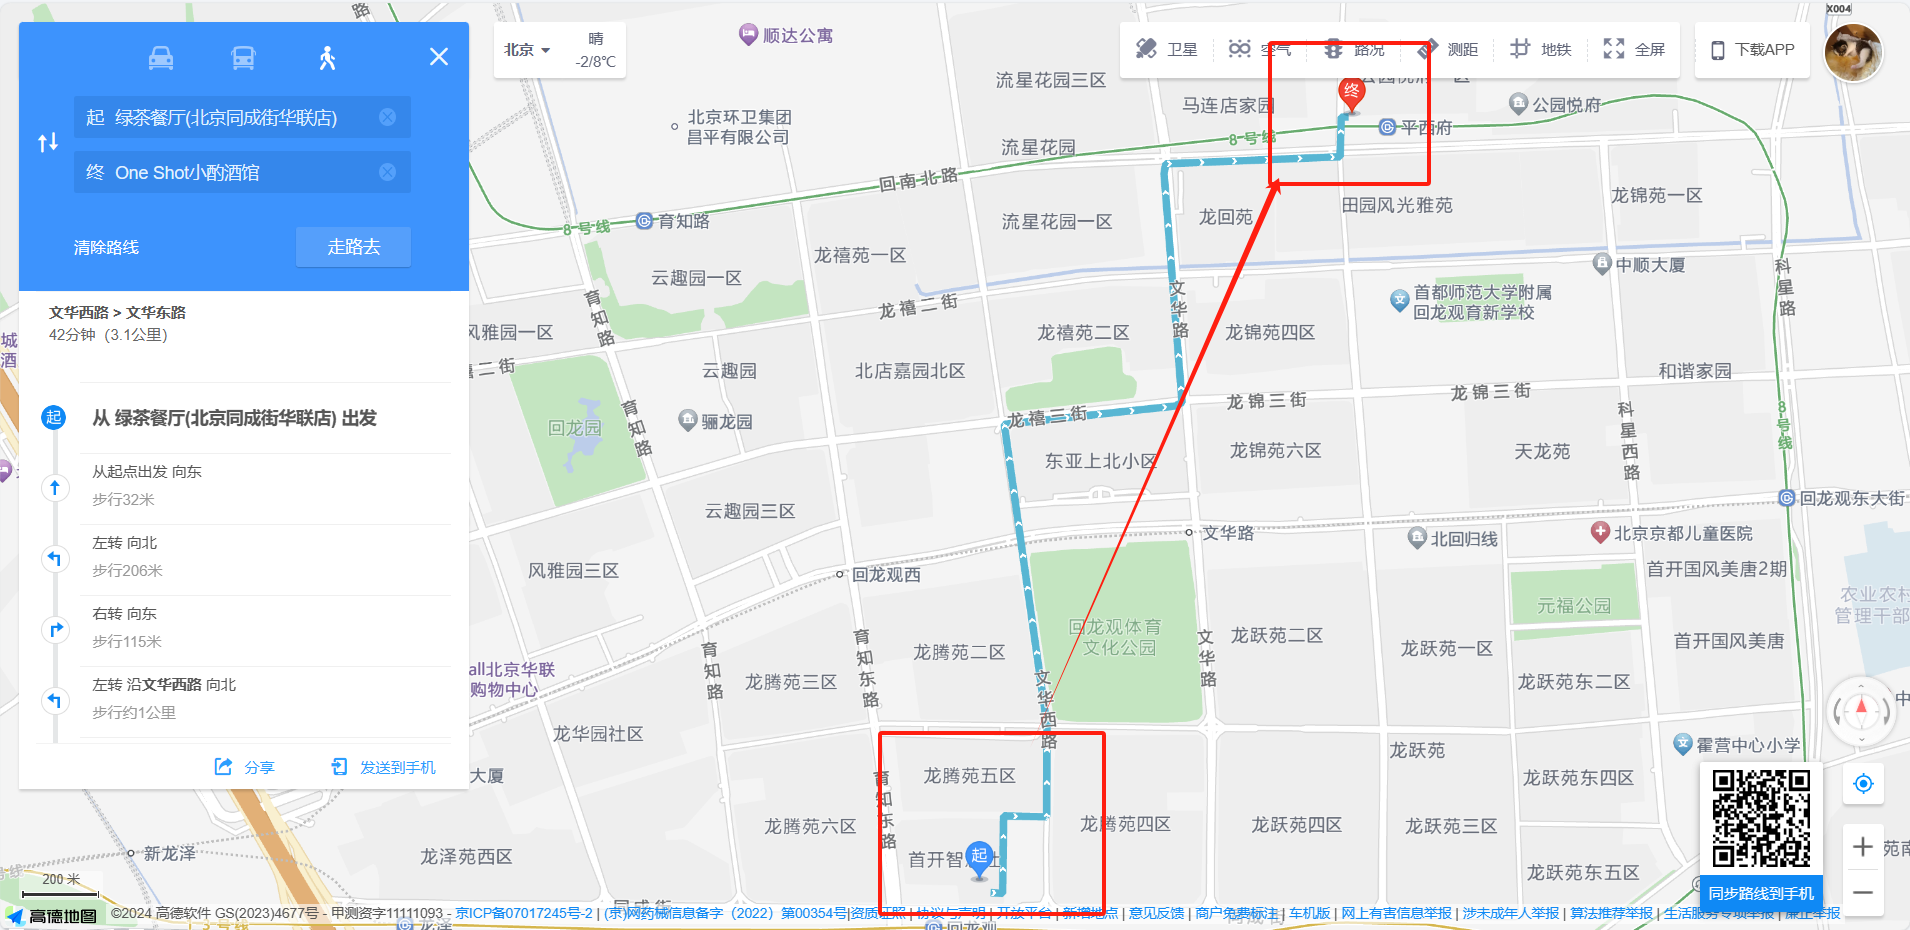 路
X004
起 绿茶餐厅(北京同成街华联店)
终 One Shot小酌酒馆
清除路线
走路去
文华西路 > 文华东路
42分钟（3.1公里）
起
从 绿茶餐厅(北京同成街华联店) 出发
从起点出发 向东
步行32米
左转 向北
步行206米
右转 向东
步行115米
左转 沿文华西路 向北
步行约1公里
分享
发送到手机
北京
晴
-2/8℃
卫星
空气
路况
测距
地铁
全屏
下载APP
顺达公寓
流星花园三区
马连店家园
公园悦府
北京环卫集团
昌平有限公司
终
平西府
8号线
流星花园
回南北路
育知路
8号线
流星花园一区
龙回苑
田园风光雅苑
龙锦苑一区
龙禧苑一区
云趣园一区
中顺大厦
科星路
育知路
龙禧二街
文华路
首都师范大学附属
回龙观育新学校
风雅园一区
龙禧苑二区
龙锦苑四区
城
酒
二街
云趣园
北店嘉园北区
和谐家园
龙锦三街
龙锦三街
龙禧三街
回龙园
育知路
骊龙园
科星西路
8号线
东亚上北小区
龙锦苑六区
天龙苑
云趣园三区
回龙观东大街
文华路
北回归线
北京京都儿童医院
风雅园三区
回龙观西
首开国风美唐2期
元福公园
农业农村
管理干部
回龙观体育
文化公园
文华路
龙跃苑二区
龙跃苑一区
首开国风美唐
育知路
育知东路
龙腾苑二区
all北京华联
购物中心
龙腾苑三区
文华西路
龙跃苑东二区
中
龙华园社区
龙跃苑
霍营中心小学
大厦
龙腾苑五区
育知东路
龙跃苑东四区
龙腾苑六区
龙腾苑四区
龙跃苑四区
龙跃苑三区
新龙泽
龙泽苑西区
首开智
起
社
龙跃苑东五区
苑南
200 米
同步路线到手机
高德地图
©2024 高德软件 GS(2023)4677号 - 甲测资字11111093 - 京ICP备07017245号-2 | (京)网药械信息备字（2022）第00354号|资质证照 | 协议与声明 | 开放平台 | 新增地点 | 意见反馈 | 商户免费标注 | 车机版 | 网上有害信息举报 | 涉未成年人举报 | 算法推荐举报 | 生活服务专项举报 | 廉正举报